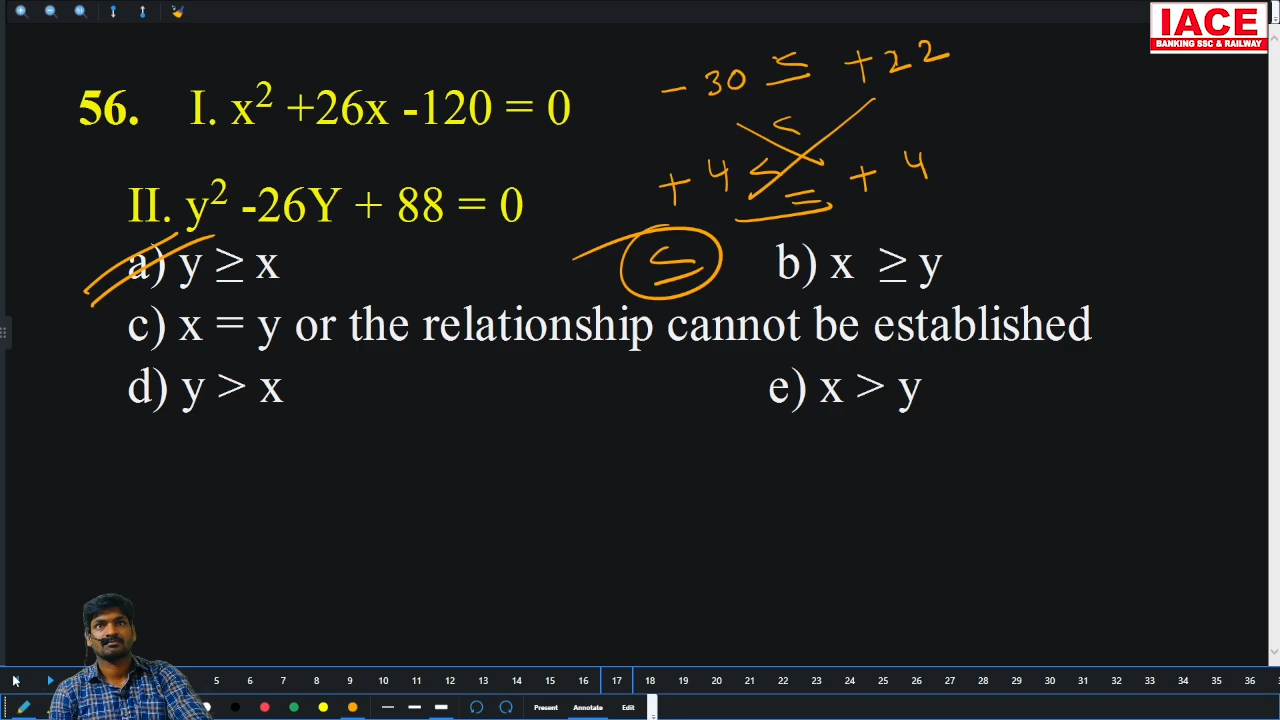 IACE
BANKING SSC & RAILWAY
56. I. x² +26x -120 = 0
- 30 ≤ +22
<
II. y² -26Y + 88 = 0
+ 4 ≤ + 4
=
a) y ≥ x
≤
b) x ≥ y
c) x = y or the relationship cannot be established
d) y > x
e) x > y
5 6 7 8 9 10 11 12 13 14 15 16 17 18 19 20 21 22 23 24 25 26 27 28 29 30 31 32 33 34 35 36
Present Annotate Edit